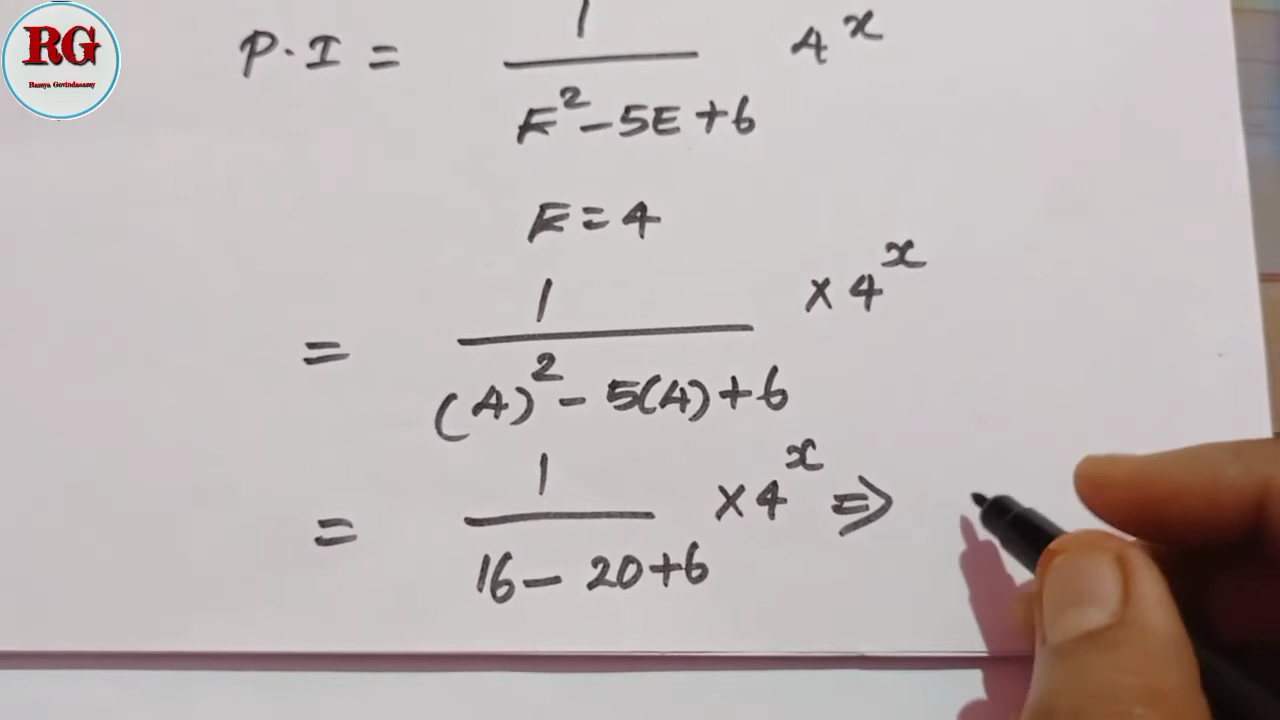 RG
Ramya Govindasamy
P.I = 1 / (E² - 5E + 6) 4^x
E = 4
= 1 / ((4)² - 5(4) + 6) × 4^x
= 1 / (16 - 20 + 6) × 4^x ⇒